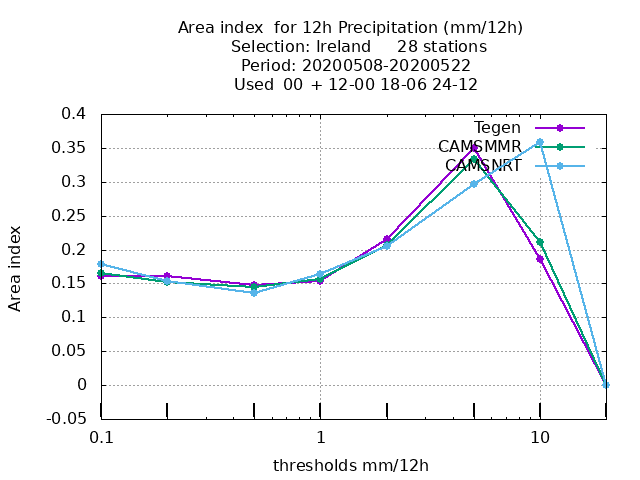 Area index  for 12h Precipitation (mm/12h)
Selection: Ireland     28 stations
Period: 20200508-20200522
Used  00  + 12-00 18-06 24-12
Tegen
CAMSMMR
CAMSNRT
0.4
0.35
0.3
0.25
0.2
0.15
0.1
0.05
0
-0.05
Area index
0.1
1
10
thresholds mm/12h